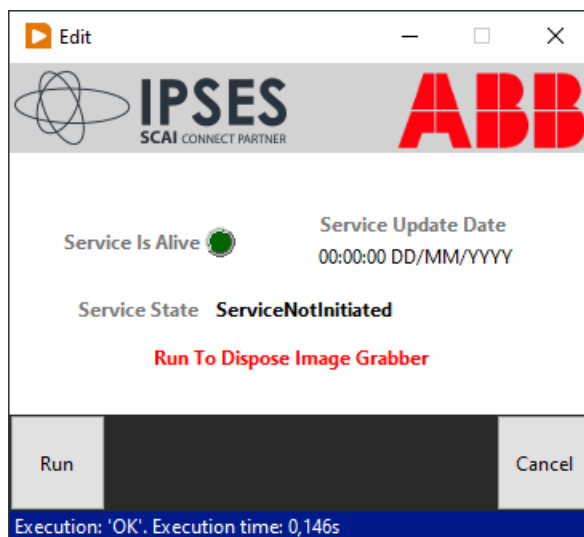 Edit
IPSES
SCAI CONNECT PARTNER
ABB
Service Is Alive
Service Update Date
00:00:00 DD/MM/YYYY
Service State ServiceNotInitiated
Run To Dispose Image Grabber
Run
Cancel
Execution: 'OK'. Execution time: 0,146s